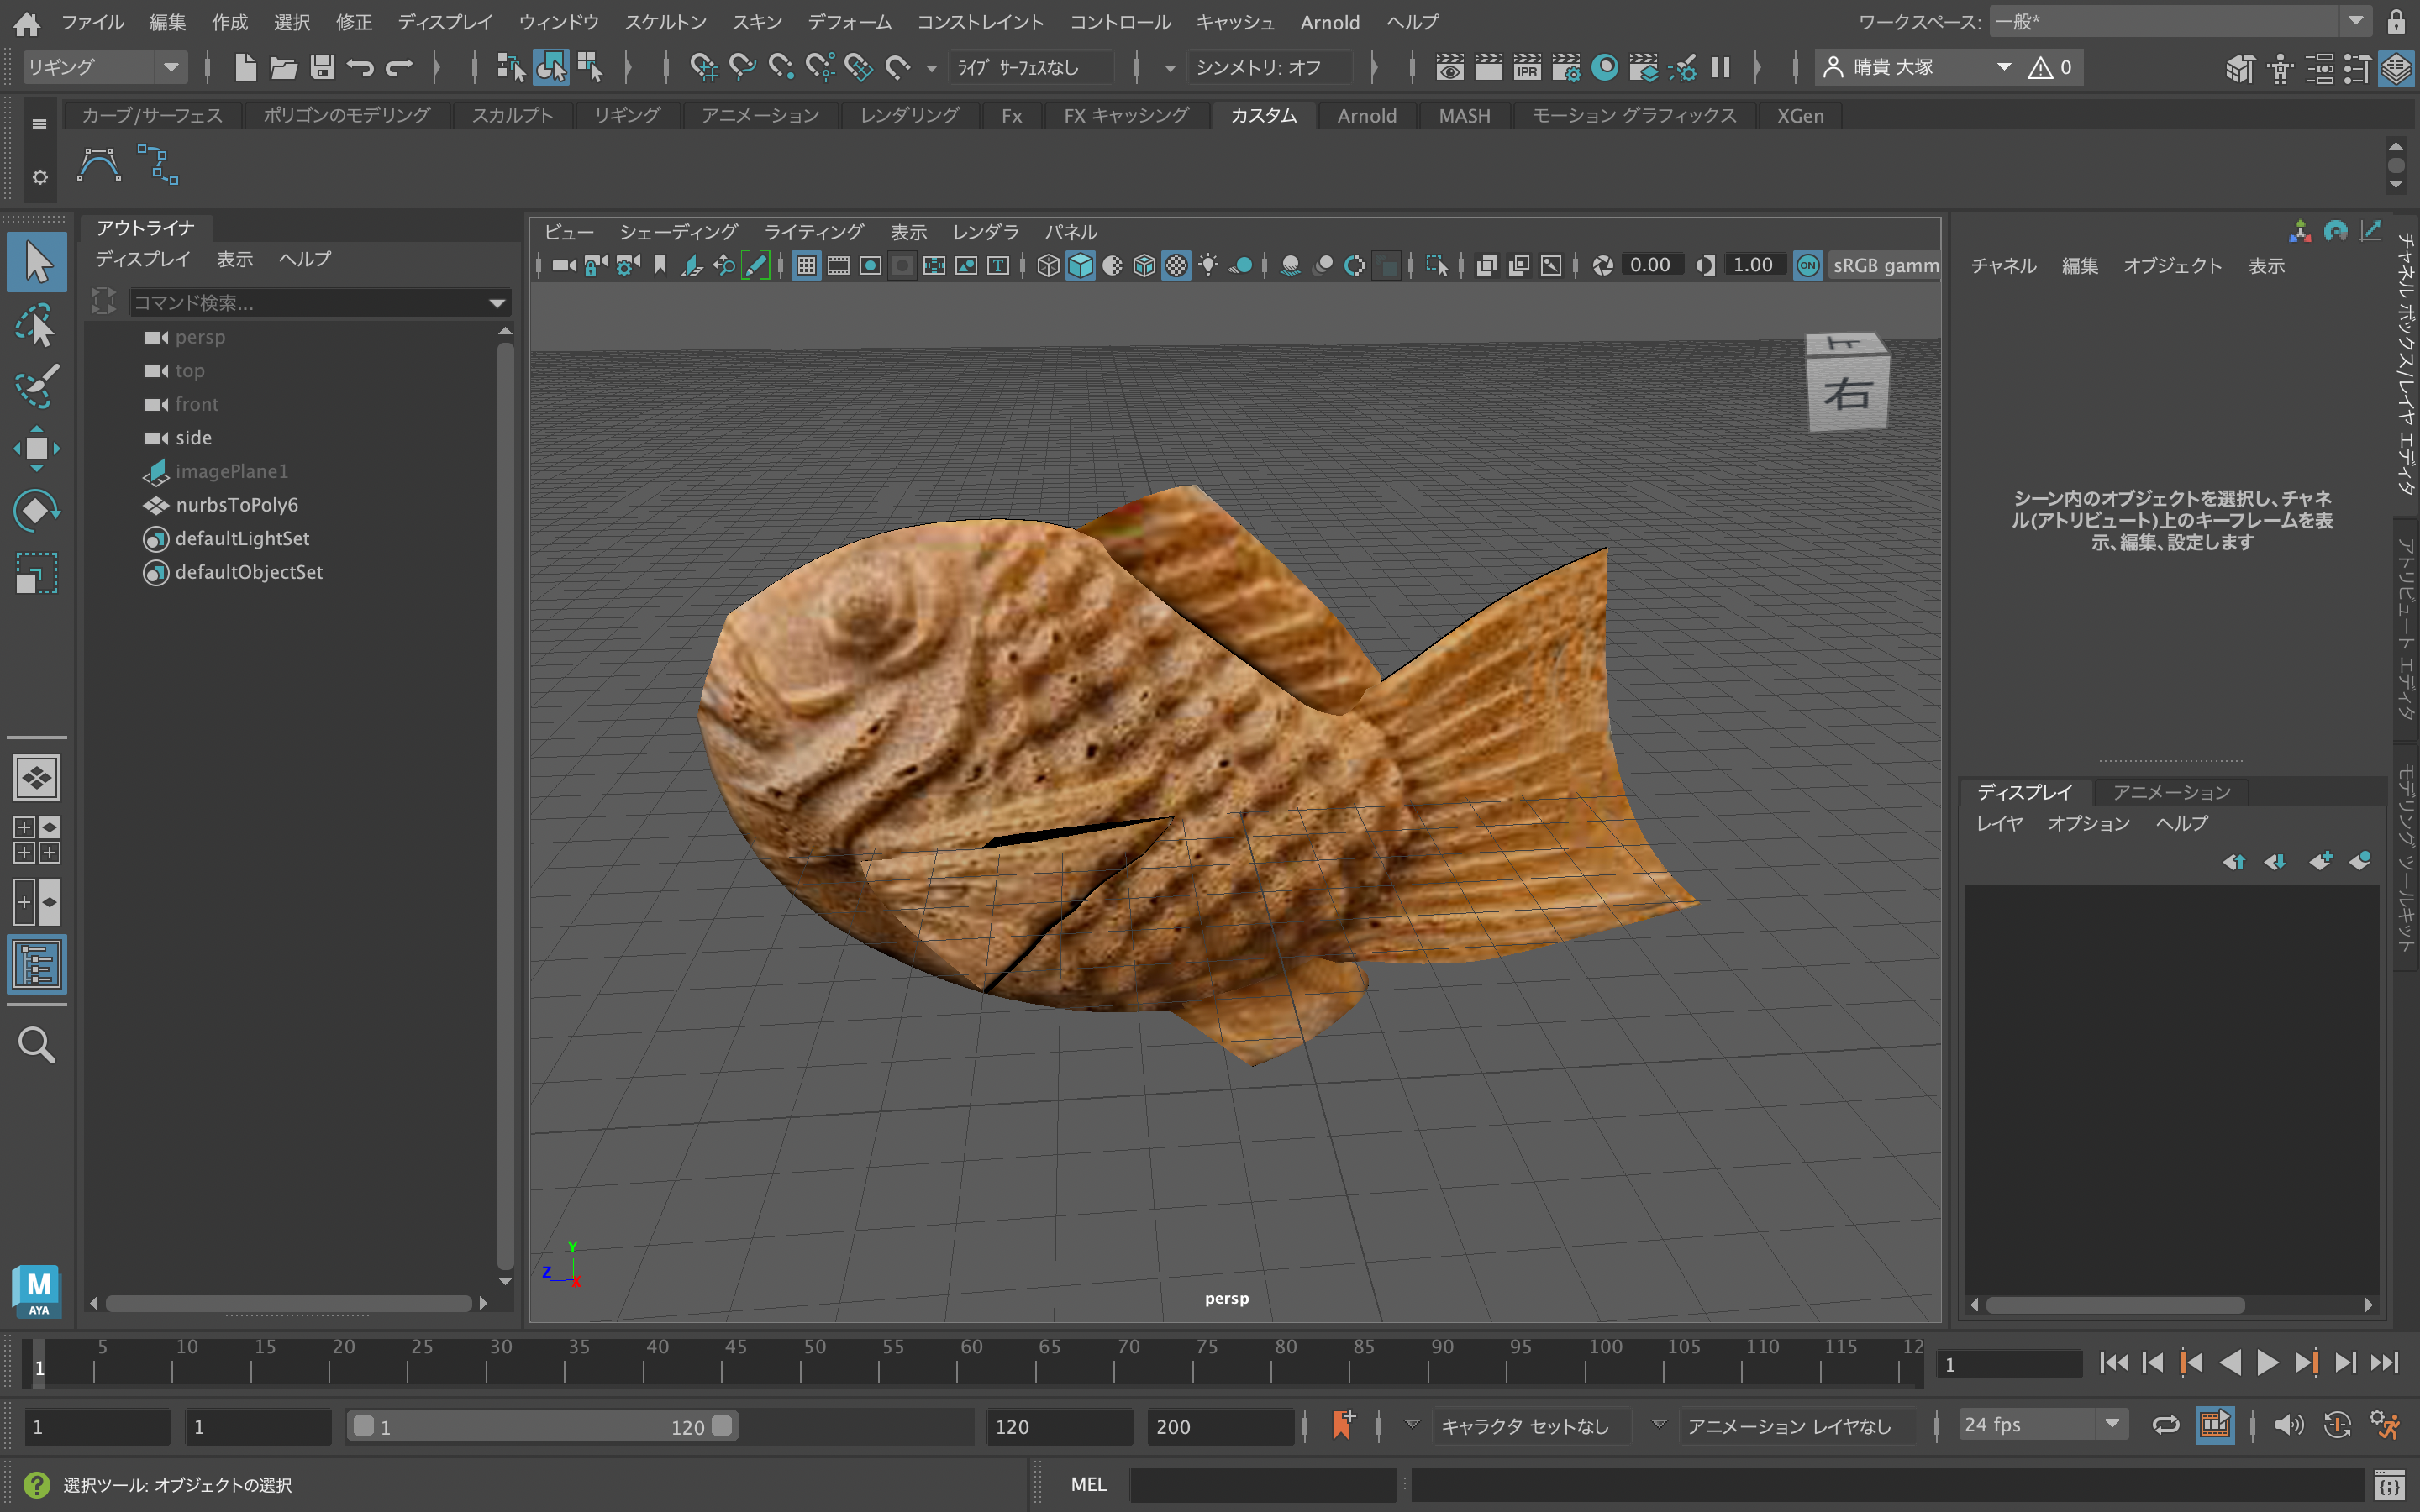 ファイル 編集 作成 選択 修正 ディスプレイ ウィンドウ スケルトン スキン デフォーム コンストレイント コントロール キャッシュ Arnold ヘルプ ワークスペース: 一般*
リギング ﾗｲﾌﾞ ｻｰﾌｪｽなし シンメトリ: オフ IPR 晴貴 大塚 0
カーブ/サーフェス ポリゴンのモデリング スカルプト リギング アニメーション レンダリング Fx FX キャッシング カスタム Arnold MASH モーション グラフィックス XGen
アウトライナ
ディスプレイ 表示 ヘルプ
コマンド検索...
persp
top
front
side
imagePlane1
nurbsToPoly6
defaultLightSet
defaultObjectSet
ビュー シェーディング ライティング 表示 レンダラ パネル
0.00 1.00 ON sRGB gamm
上
右
Y
Z X
persp
チャネル 編集 オブジェクト 表示
シーン内のオブジェクトを選択し、チャネ
ル(アトリビュート)上のキーフレームを表
示、編集、設定します
ディスプレイ アニメーション
レイヤ オプション ヘルプ
チャネル ボックス/レイヤ エディタ
アトリビュート エディタ
モデリング ツールキット
M
AYA
5 10 15 20 25 30 35 40 45 50 55 60 65 70 75 80 85 90 95 100 105 110 115 12
1 1
1 1 1 120 120 200 キャラクタ セットなし アニメーション レイヤなし 24 fps
選択ツール: オブジェクトの選択 MEL